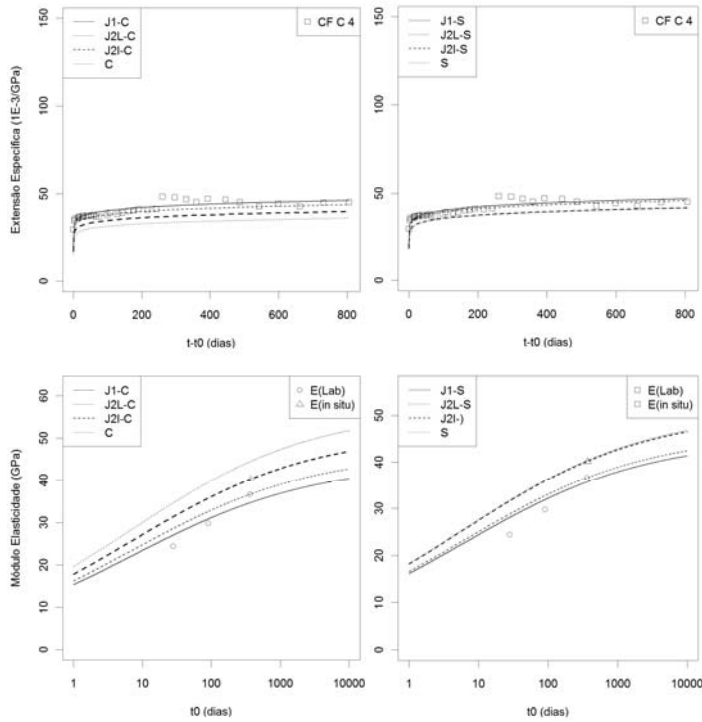 J1-C
J2L-C
J2I-C
C
CF C 4
Extensão Específica (1E-3/GPa)
150
100
50
0
0 200 400 600 800
t-t0 (dias)
J1-S
J2L-S
J2I-S
S
CF C 4
150
100
50
0
0 200 400 600 800
t-t0 (dias)
J1-C
J2L-C
J2I-C
C
E(Lab)
E(in situ)
Módulo Elasticidade (GPa)
60
50
40
30
20
10
0
1 10 100 1000 10000
t0 (dias)
J1-S
J2L-S
J2I-)
S
E(Lab)
E(in situ)
50
40
30
20
10
0
1 10 100 1000 10000
t0 (dias)